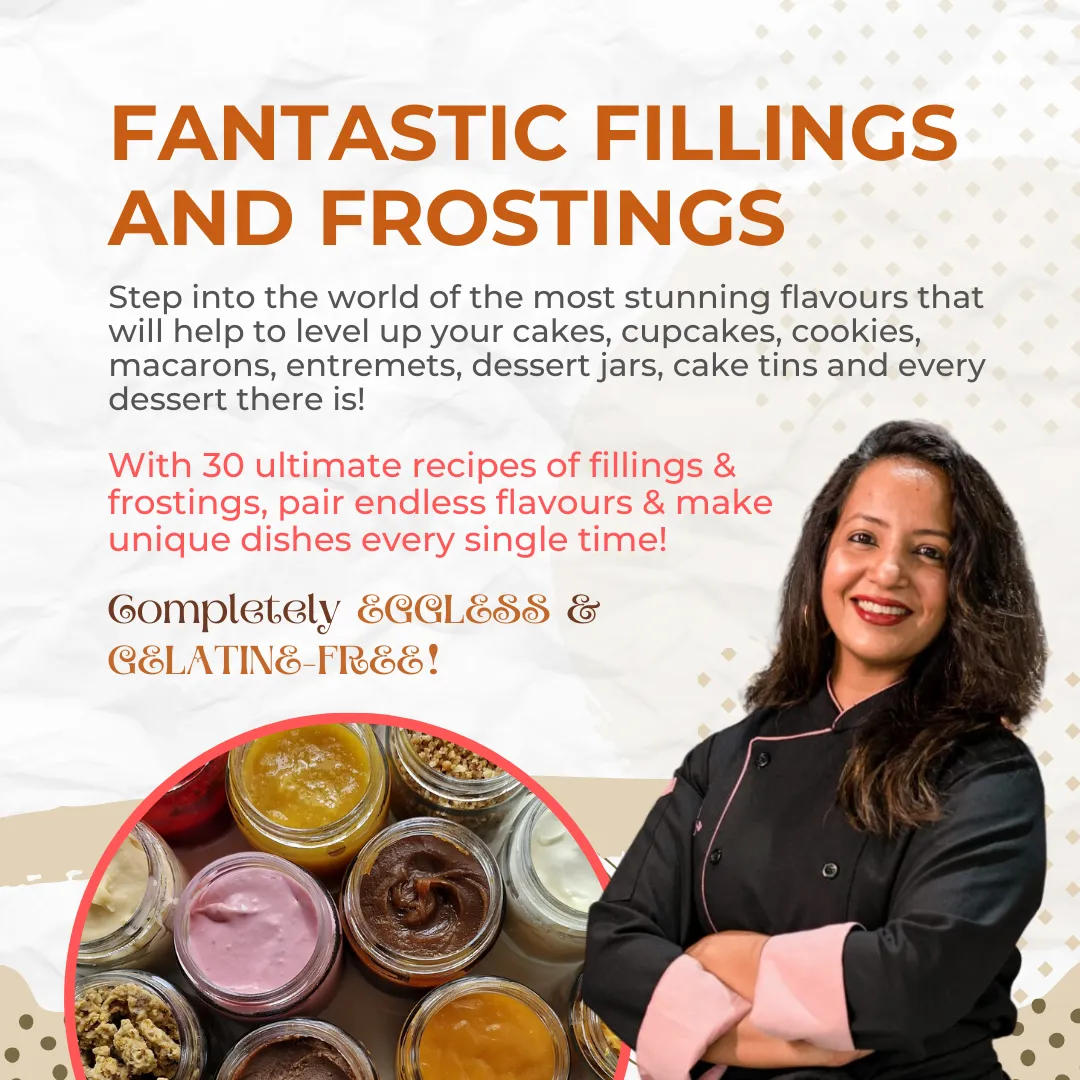 FANTASTIC FILLINGS
AND FROSTINGS
Step into the world of the most stunning flavours that
will help to level up your cakes, cupcakes, cookies,
macarons, entremets, dessert jars, cake tins and every
dessert there is!
With 30 ultimate recipes of fillings &
frostings, pair endless flavours & make
unique dishes every single time!
Completely EGGLESS &
GELATINE-FREE!